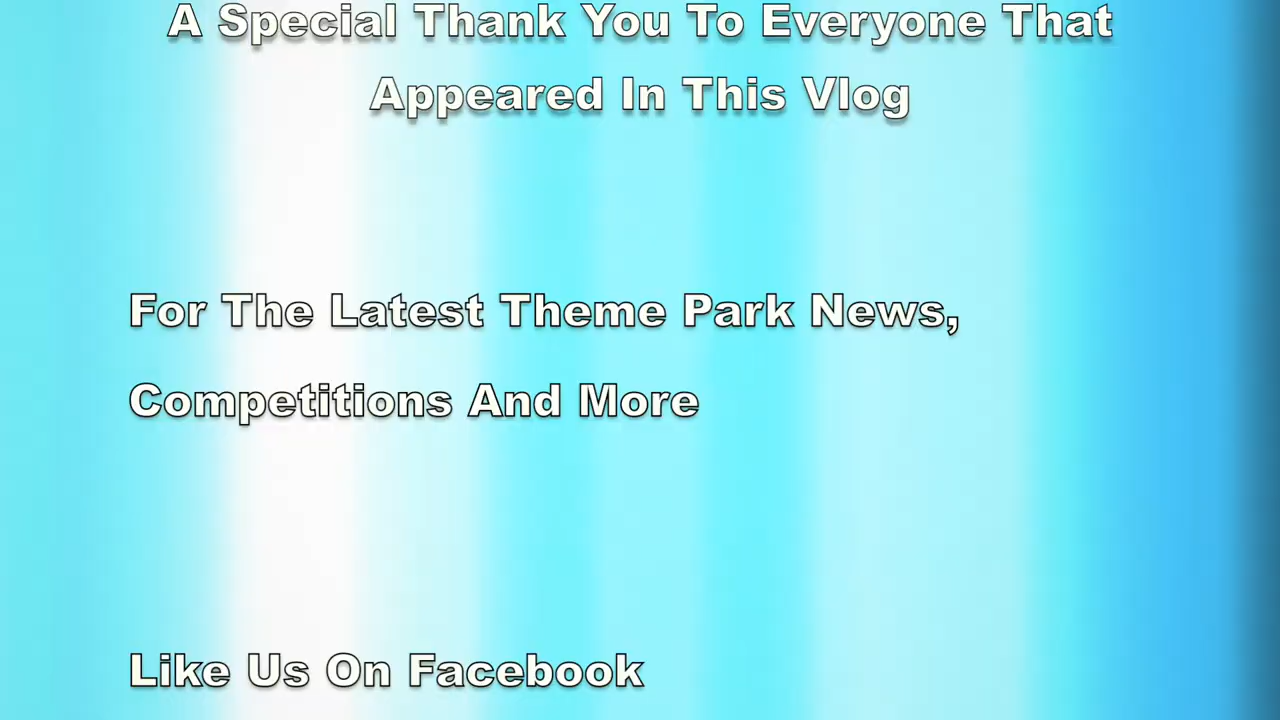 A Special Thank You To Everyone That
Appeared In This Vlog
For The Latest Theme Park News,
Competitions And More
Like Us On Facebook